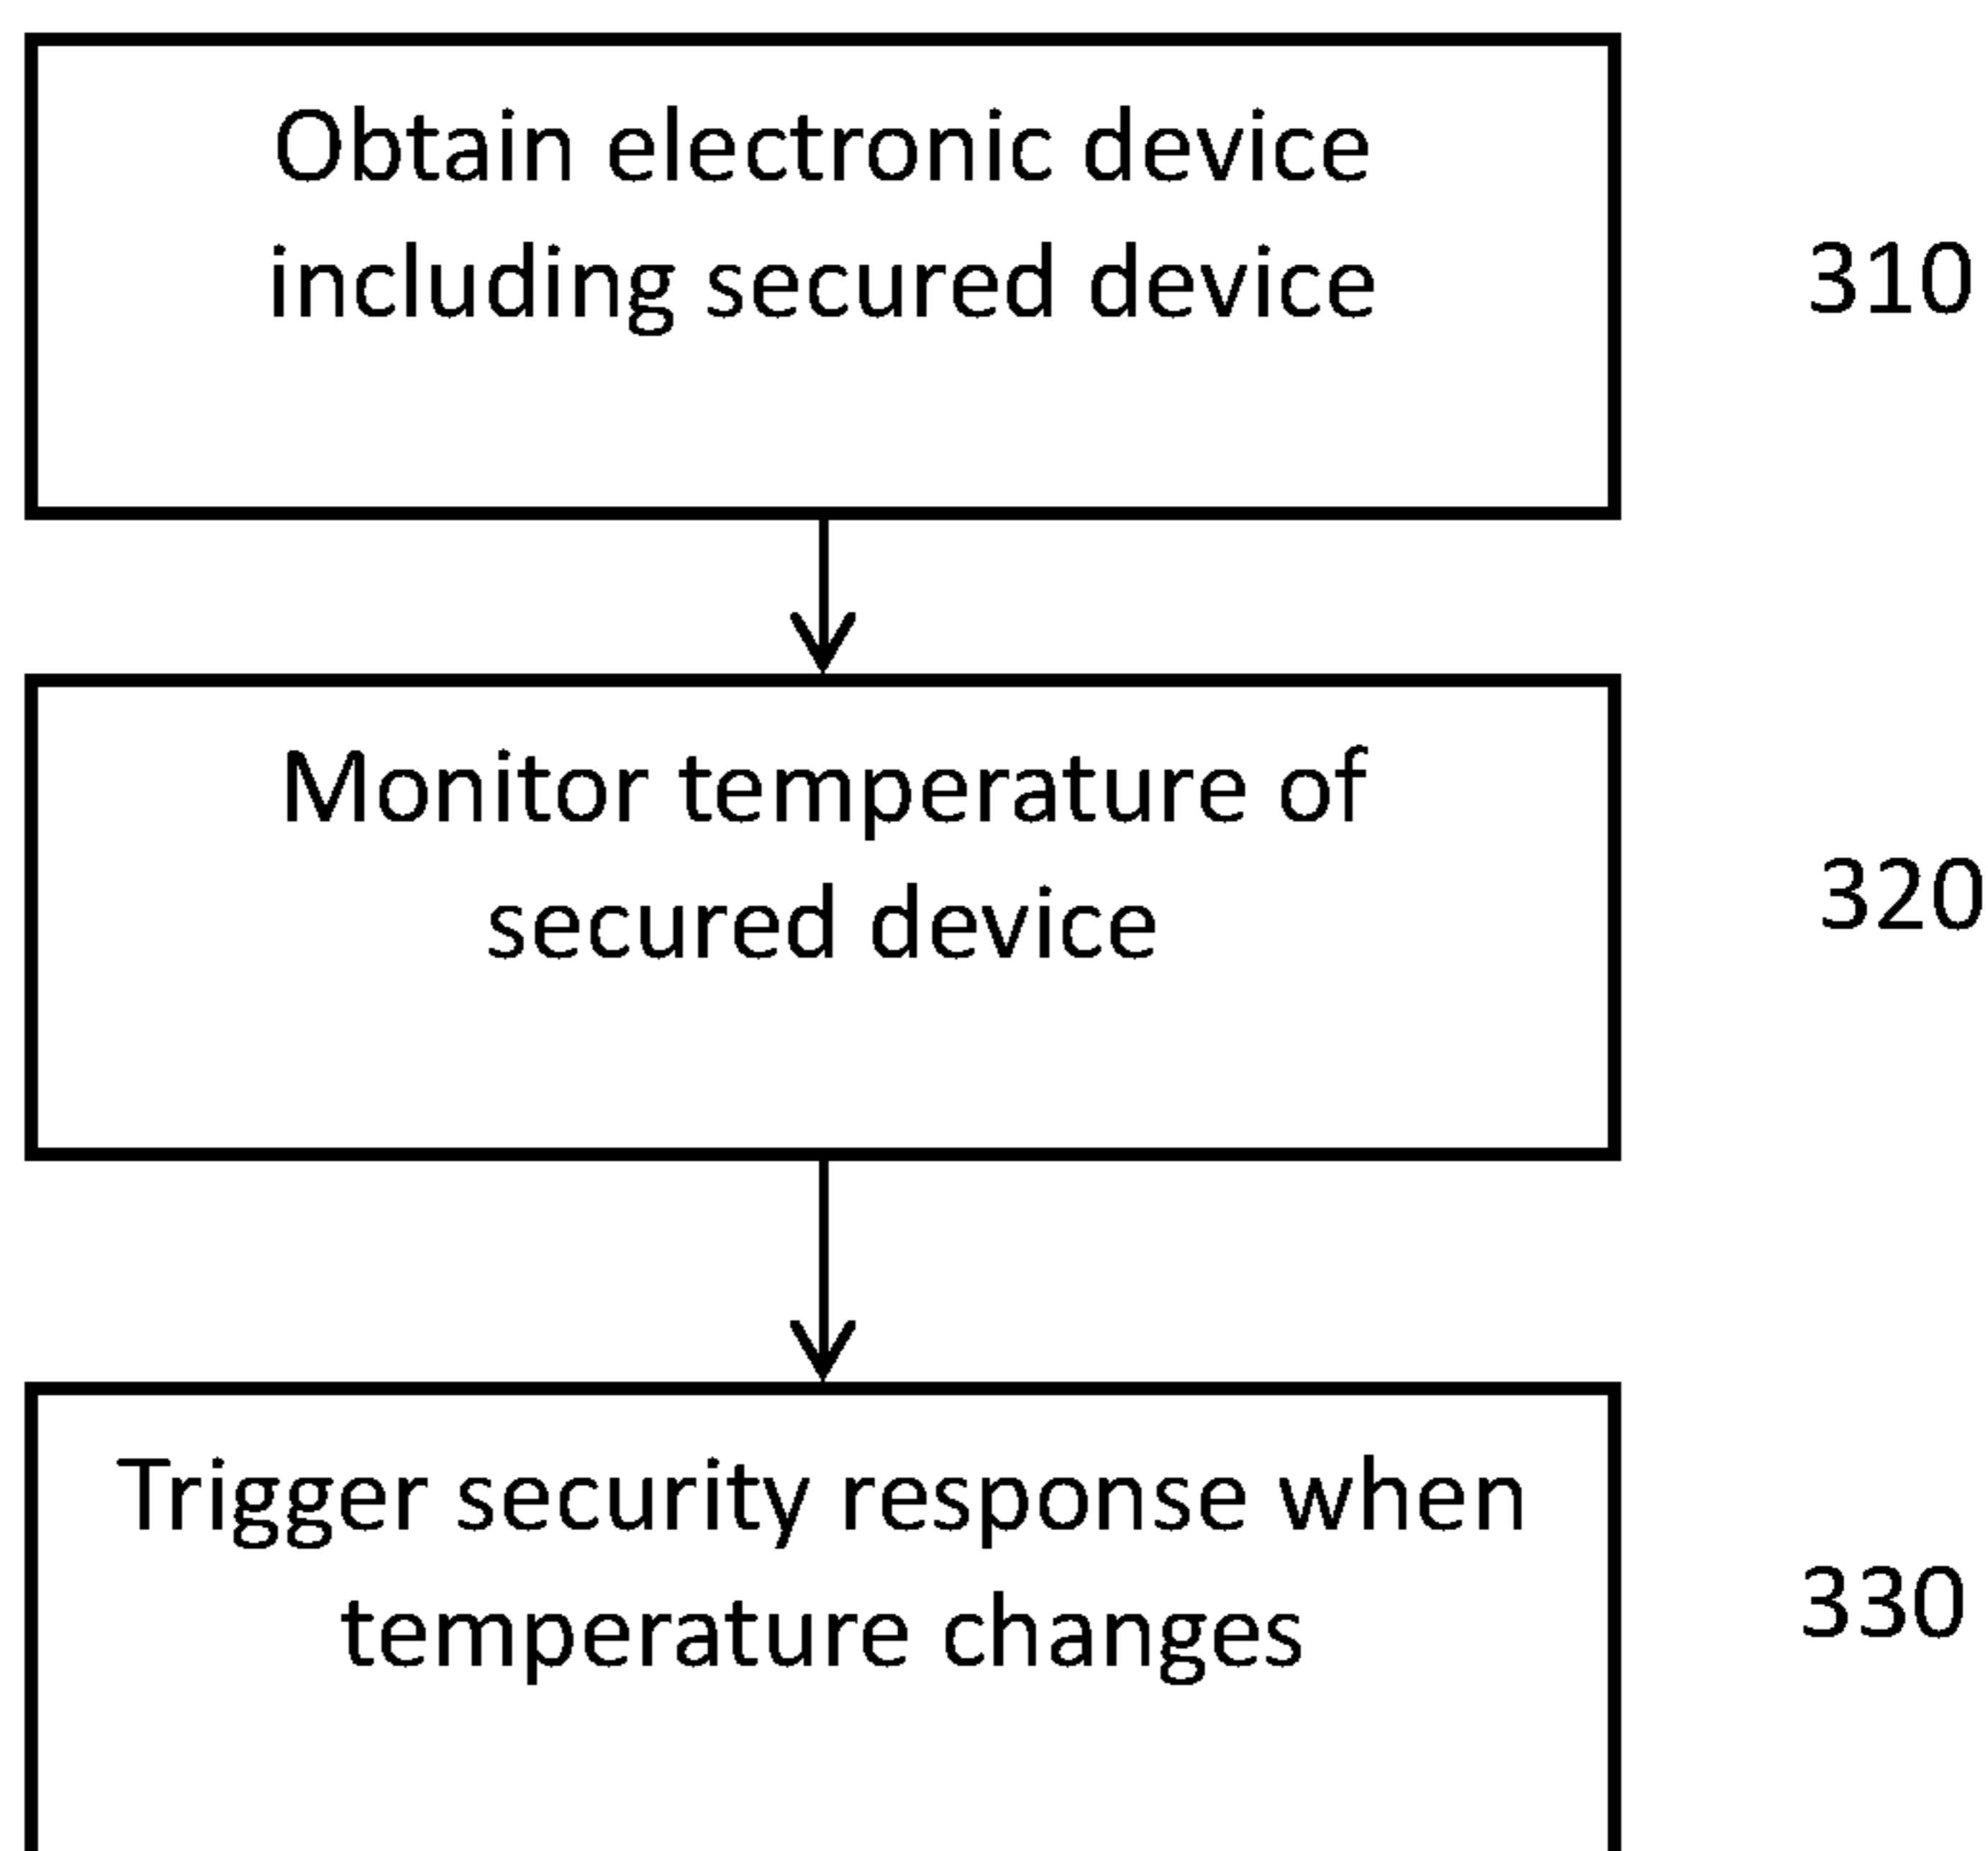 Obtain electronic device
including secured device
310
Monitor temperature of
secured device
320
Trigger security response when
temperature changes
330